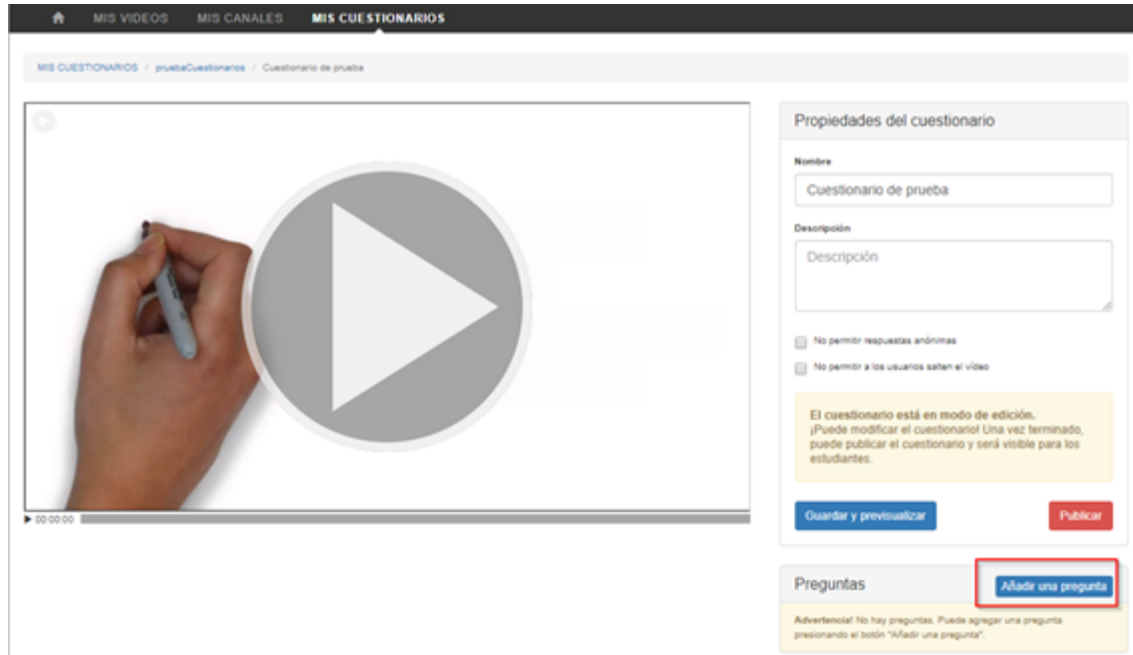 MIS VIDEOS MIS CANALES MIS CUESTIONARIOS
MIS CUESTIONARIOS / pruebaCuestionarios / Cuestionario de prueba
Propiedades del cuestionario
Nombre
Cuestionario de prueba
Descripción
Descripción
No permitir respuestas anónimas
No permitir a los usuarios salten el vídeo
El cuestionario está en modo de edición.
¡Puede modificar el cuestionario! Una vez terminado,
puede publicar el cuestionario y será visible para los
estudiantes.
Guardar y previsualizar Publicar
00:00:00
Preguntas Añadir una pregunta
Advertencia! No hay preguntas. Puede agregar una pregunta
presionando el botón "Añadir una pregunta".